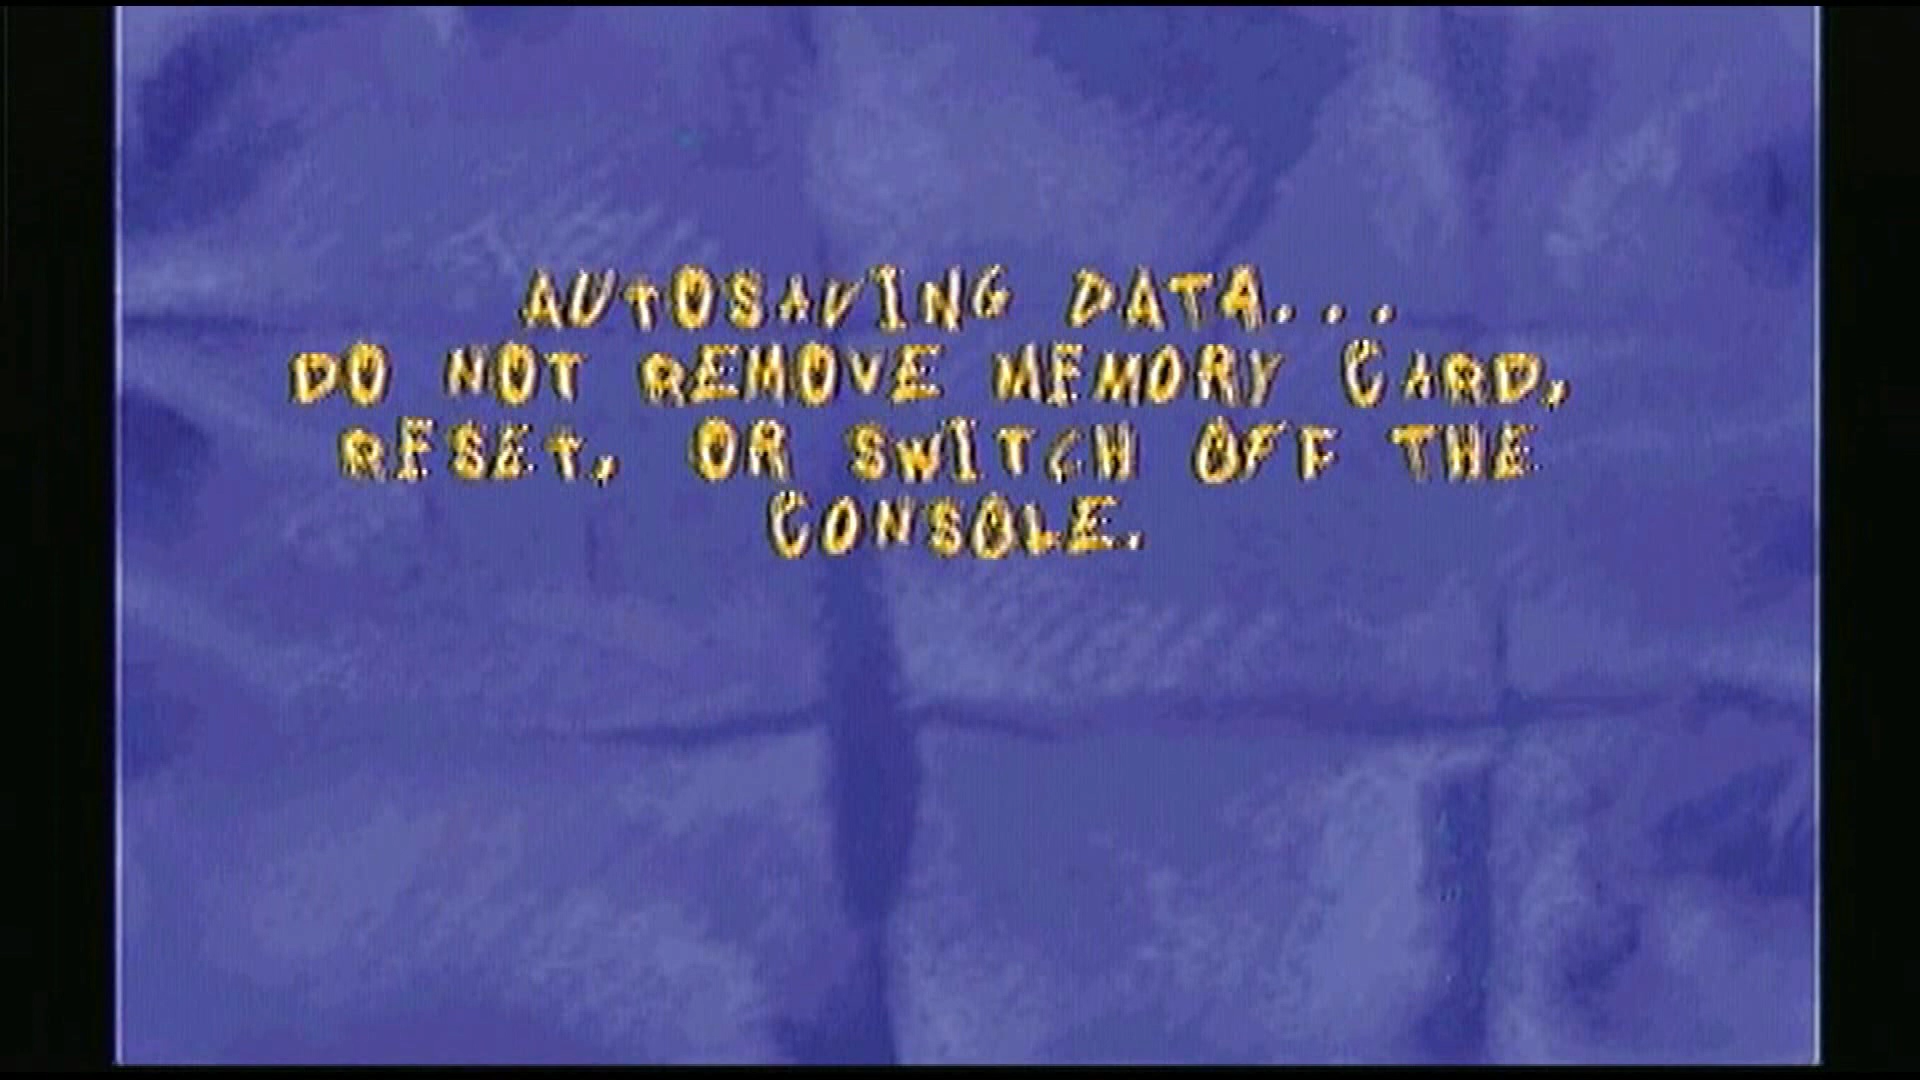 AUTOSAVING DATA...
DO NOT REMOVE MEMORY CARD,
RESET, OR SWITCH OFF THE
CONSOLE.